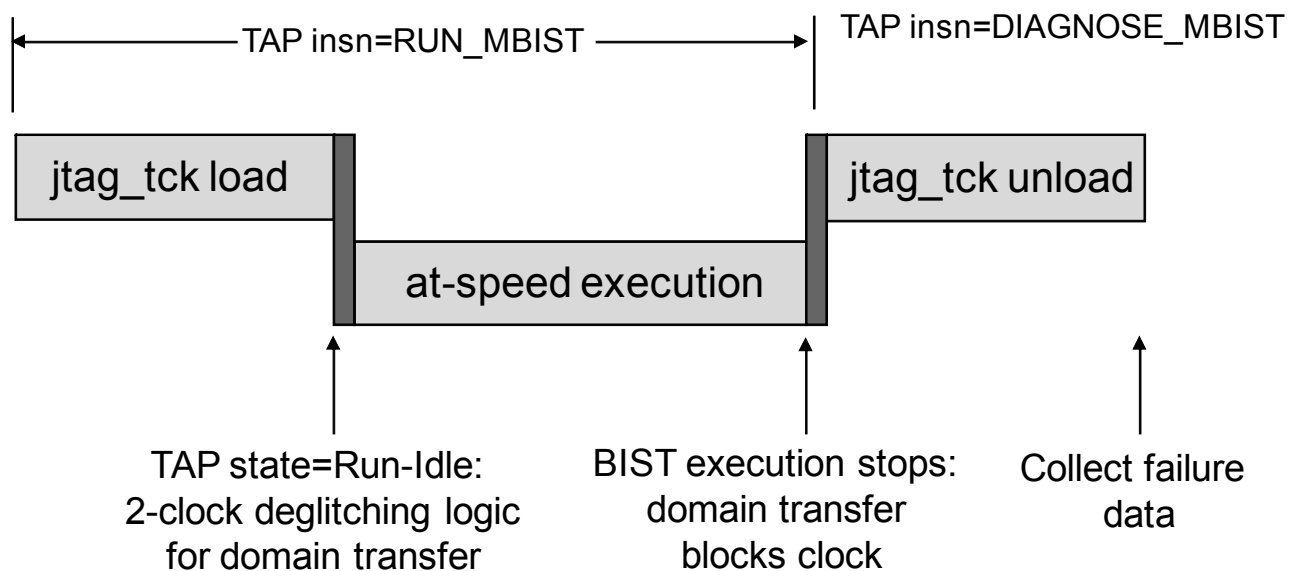 TAP insn=RUN_MBIST
TAP insn=DIAGNOSE_MBIST
jtag_tck load
jtag_tck unload
at-speed execution
TAP state=Run-Idle:
2-clock deglitching logic
for domain transfer
BIST execution stops:
domain transfer
blocks clock
Collect failure
data